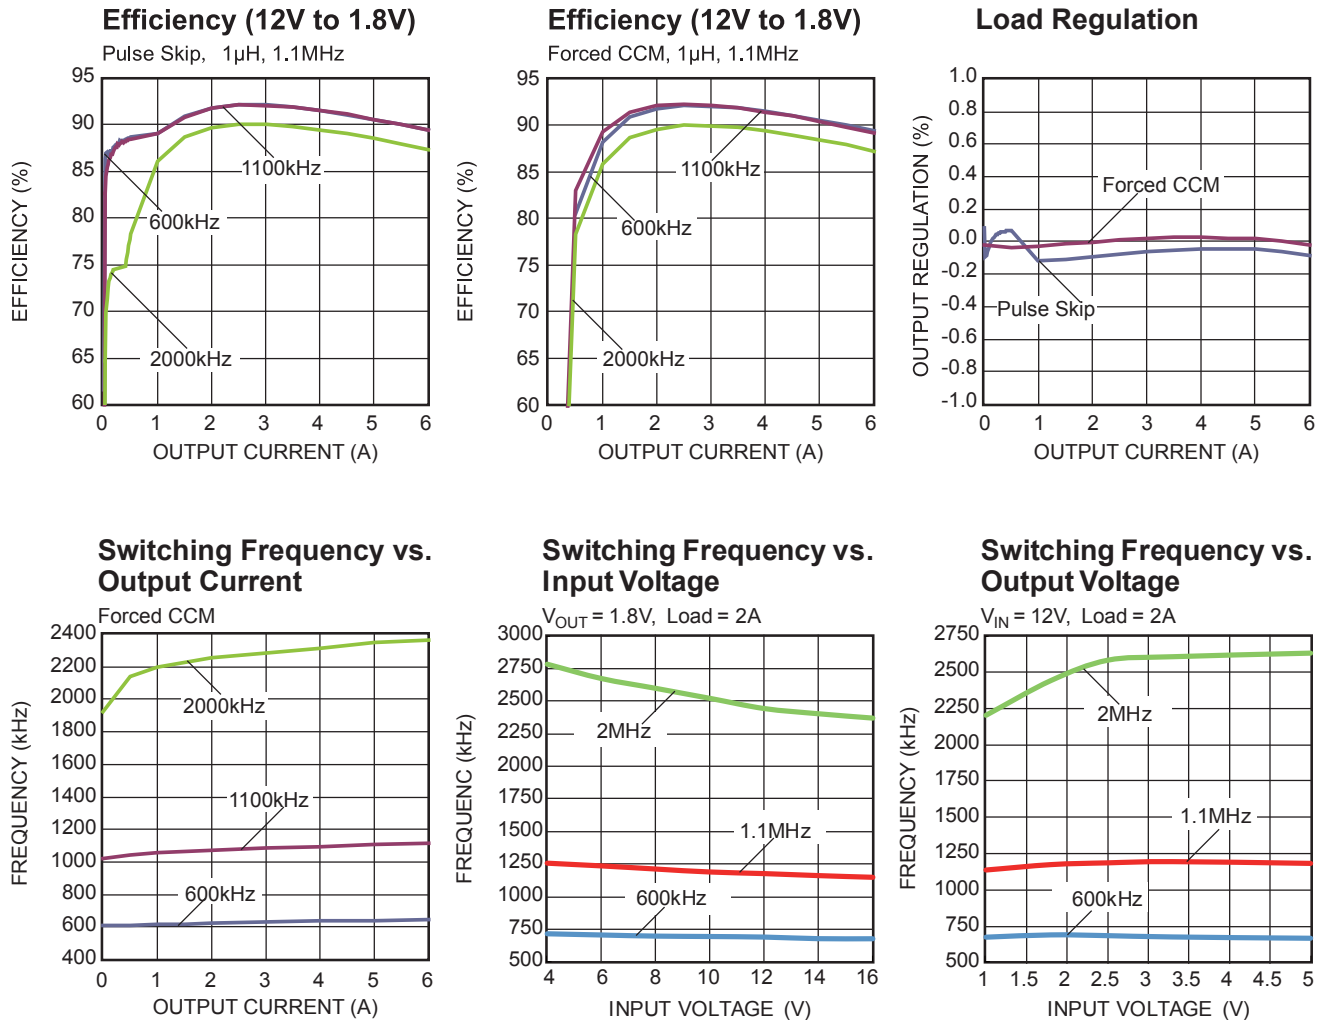 Efficiency (12V to 1.8V)
Pulse Skip, 1µH, 1.1MHz
EFFICIENCY (%)
95
90
85
80
75
70
65
60
0 1 2 3 4 5 6
1100kHz
600kHz
2000kHz
OUTPUT CURRENT (A)
Efficiency (12V to 1.8V)
Forced CCM, 1µH, 1.1MHz
EFFICIENCY (%)
95
90
85
80
75
70
65
60
0 1 2 3 4 5 6
1100kHz
600kHz
2000kHz
OUTPUT CURRENT (A)
Load Regulation
OUTPUT REGULATION (%)
1.0
0.8
0.6
0.4
0.2
0.0
-0.2
-0.4
-0.6
-0.8
-1.0
0 1 2 3 4 5 6
Forced CCM
Pulse Skip
OUTPUT CURRENT (A)
Switching Frequency vs.
Output Current
Forced CCM
FREQUENCY (kHz)
2400
2200
2000
1800
1600
1400
1200
1000
800
600
400
0 1 2 3 4 5 6
2000kHz
1100kHz
600kHz
OUTPUT CURRENT (A)
Switching Frequency vs.
Input Voltage
VOUT = 1.8V, Load = 2A
FREQUENC (kHz)
3000
2750
2500
2250
2000
1750
1500
1250
1000
750
500
4 6 8 10 12 14 16
2MHz
1.1MHz
600kHz
INPUT VOLTAGE (V)
Switching Frequency vs.
Output Voltage
VIN = 12V, Load = 2A
FREQUENCY (kHz)
2750
2500
2250
2000
1750
1500
1250
1000
750
500
1 1.5 2 2.5 3 3.5 4 4.5 5
2MHz
1.1MHz
600kHz
INPUT VOLTAGE (V)